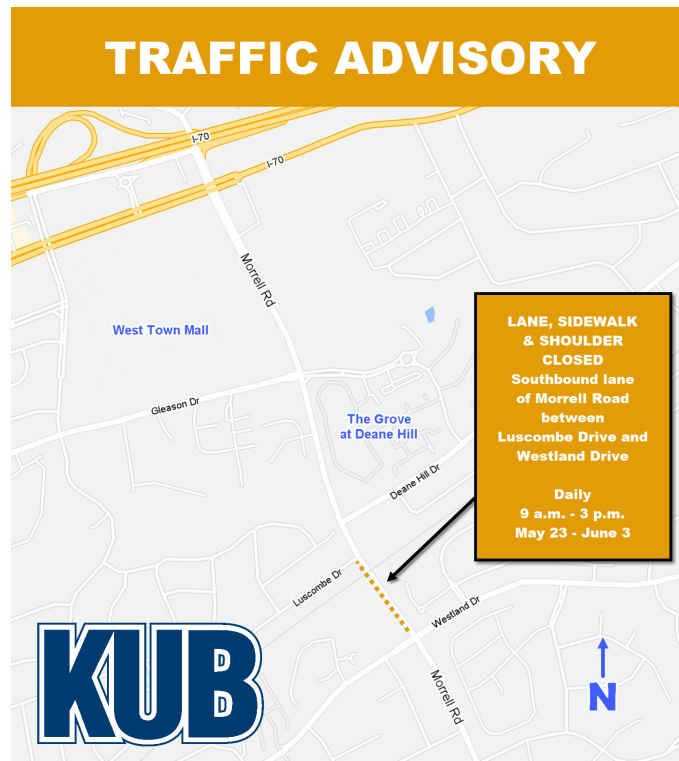 TRAFFIC ADVISORY
I-70
I-70
Morrell Rd
West Town Mall
LANE, SIDEWALK
& SHOULDER
CLOSED
Southbound lane
of Morrell Road
between
Luscombe Drive and
Westland Drive
Daily
9 a.m. - 3 p.m.
May 23 - June 3
Gleason Dr
The Grove
at Deane Hill
Deane Hill Dr
Luscombe Dr
Westland Dr
KUB
Morrell Rd
N